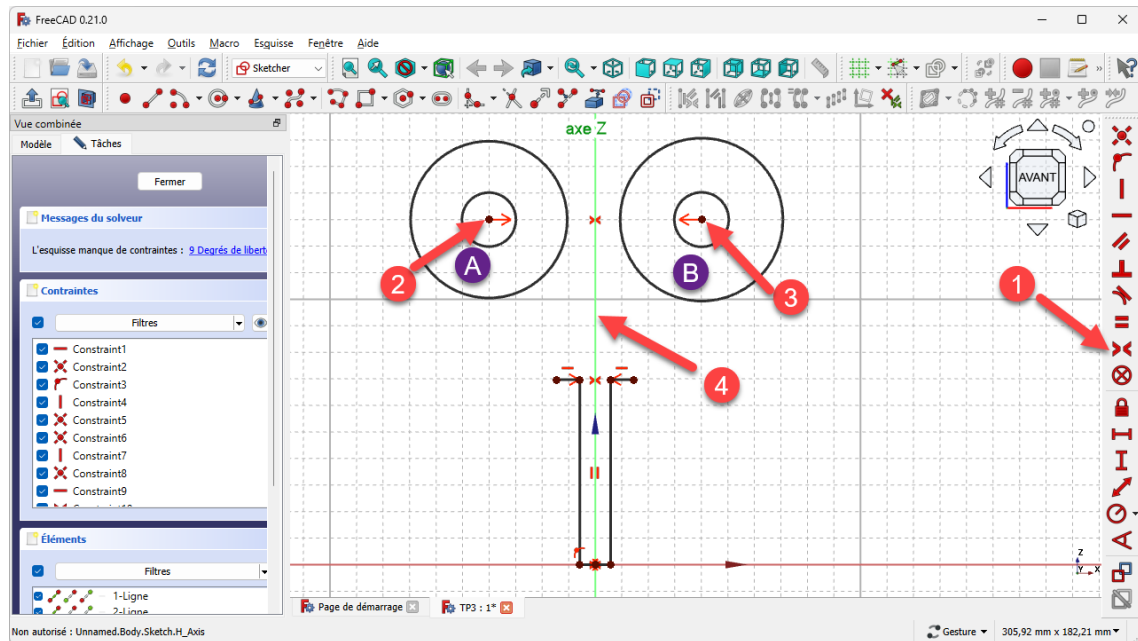 FreeCAD 0.21.0
Fichier Édition Affichage Outils Macro Esquisse Fenêtre Aide
Sketcher
Vue combinée
Modèle Tâches
Fermer
Messages du solveur
L'esquisse manque de contraintes : 9 Degrés de libert
Contraintes
Filtres
Constraint1
Constraint2
Constraint3
Constraint4
Constraint5
Constraint6
Constraint7
Constraint8
Constraint9
Éléments
Filtres
1-Ligne
2-Ligne
axe Z
AVANT
1
2
A
B
3
4
Z
Y X
Page de démarrage TP3 : 1*
Non autorisé : Unnamed.Body.Sketch.H_Axis
Gesture 305,92 mm x 182,21 mm